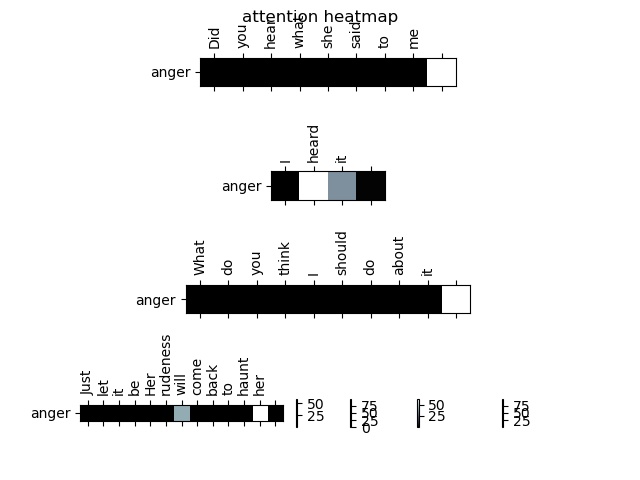 attention heatmap
Did you hear what she said to me
anger
I heard it
anger
What do you think I should do about it
anger
Just let it be Her rudeness will come back to haunt her
anger
50 75 50 75
25 50 25 50
25 25
0